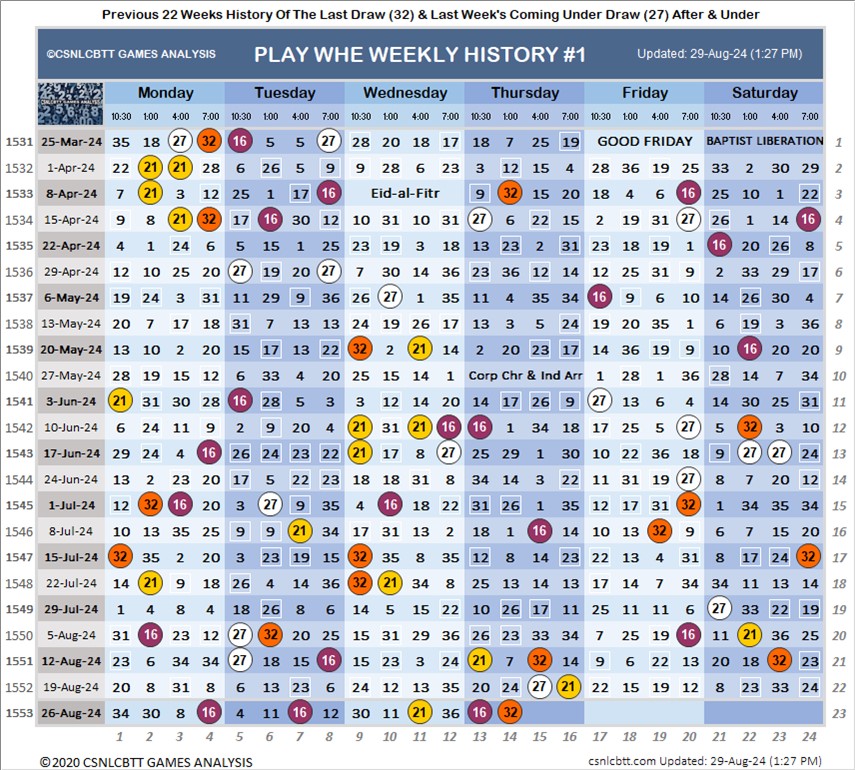 Previous 22 Weeks History Of The Last Draw (32) & Last Week's Coming Under Draw (27) After & Under
©CSNLCBTT GAMES ANALYSIS PLAY WHE WEEKLY HISTORY #1 Updated: 29-Aug-24 (1:27 PM)
Monday Tuesday Wednesday Thursday Friday Saturday
CSNLCBTT GAMES ANALYSIS 10:30 1:00 4:00 7:00 10:30 1:00 4:00 7:00 10:30 1:00 4:00 7:00 10:30 1:00 4:00 7:00 10:30 1:00 4:00 7:00 10:30 1:00 4:00 7:00
1531 25-Mar-24 35 18 27 32 16 5 5 27 28 20 18 17 18 7 25 19 GOOD FRIDAY BAPTIST LIBERATION 1
1532 1-Apr-24 22 21 21 28 6 26 5 9 9 28 6 23 3 12 15 4 28 36 19 25 33 2 30 29 2
1533 8-Apr-24 7 21 3 12 25 1 17 16 Eid-al-Fitr 9 32 15 20 18 4 6 16 25 10 1 22 3
1534 15-Apr-24 9 8 21 32 17 16 30 12 10 31 10 31 27 6 22 15 2 19 31 27 26 1 14 16 4
1535 22-Apr-24 4 1 24 6 5 15 1 25 23 19 3 18 13 23 2 31 23 18 19 1 16 20 26 8 5
1536 29-Apr-24 12 10 25 20 27 19 20 27 7 30 14 36 23 36 12 14 12 25 31 9 2 33 29 17 6
1537 6-May-24 19 24 3 31 11 29 9 36 26 27 1 35 11 4 35 34 16 9 6 10 14 26 30 4 7
1538 13-May-24 20 7 17 18 31 7 13 13 24 19 26 17 13 3 5 24 19 20 35 1 6 19 3 36 8
1539 20-May-24 13 10 2 20 15 17 13 22 32 2 21 14 2 20 23 17 14 36 19 9 10 16 20 20 9
1540 27-May-24 28 19 15 12 6 33 4 20 25 15 14 1 Corp Chr & Ind Arr 1 28 1 36 28 14 7 34 10
1541 3-Jun-24 21 31 30 28 16 28 5 3 3 12 14 20 14 17 26 9 27 13 1 23 14 30 25 31 11
1542 10-Jun-24 6 24 11 9 2 9 20 4 21 31 21 16 16 1 34 18 17 25 5 27 5 32 3 10 12
1543 17-Jun-24 29 24 4 16 26 24 23 22 21 17 8 27 25 29 1 30 10 22 36 18 9 27 27 24 13
1544 24-Jun-24 13 2 23 20 17 5 22 23 18 18 31 8 34 14 3 22 11 31 19 27 8 7 20 12 14
1545 1-Jul-24 12 32 16 20 3 27 9 35 4 16 18 22 31 26 1 35 12 17 31 32 1 34 35 34 15
1546 8-Jul-24 10 13 35 25 9 9 21 34 17 31 13 2 18 1 16 14 10 13 32 9 6 7 15 20 16
1547 15-Jul-24 32 35 2 20 3 23 19 15 32 35 8 35 12 8 14 23 22 13 4 31 8 17 24 32 17
1548 22-Jul-24 14 21 9 18 26 4 14 36 32 21 34 8 25 13 14 13 17 14 7 34 34 11 13 14 18
1549 29-Jul-24 1 4 8 4 18 26 8 6 14 5 15 22 10 26 17 11 25 11 11 6 27 33 22 19 19
1550 5-Aug-24 31 16 23 12 27 32 20 25 15 31 29 36 26 23 33 34 7 25 19 16 11 21 36 25 20
1551 12-Aug-24 23 6 34 34 27 18 15 16 15 23 3 24 21 7 32 14 9 6 22 13 20 18 32 23 21
1552 19-Aug-24 20 8 31 8 6 13 23 6 24 12 13 35 20 24 27 21 22 15 19 12 8 23 33 24 22
1553 26-Aug-24 34 30 8 16 4 11 16 12 30 11 21 36 16 32 23
1 2 3 4 5 6 7 8 9 10 11 12 13 14 15 16 17 18 19 20 21 22 23 24
©2020 CSNLCBTT GAMES ANALYSIS csnlcbtt.com Updated: 29-Aug-24 (1:27 PM)